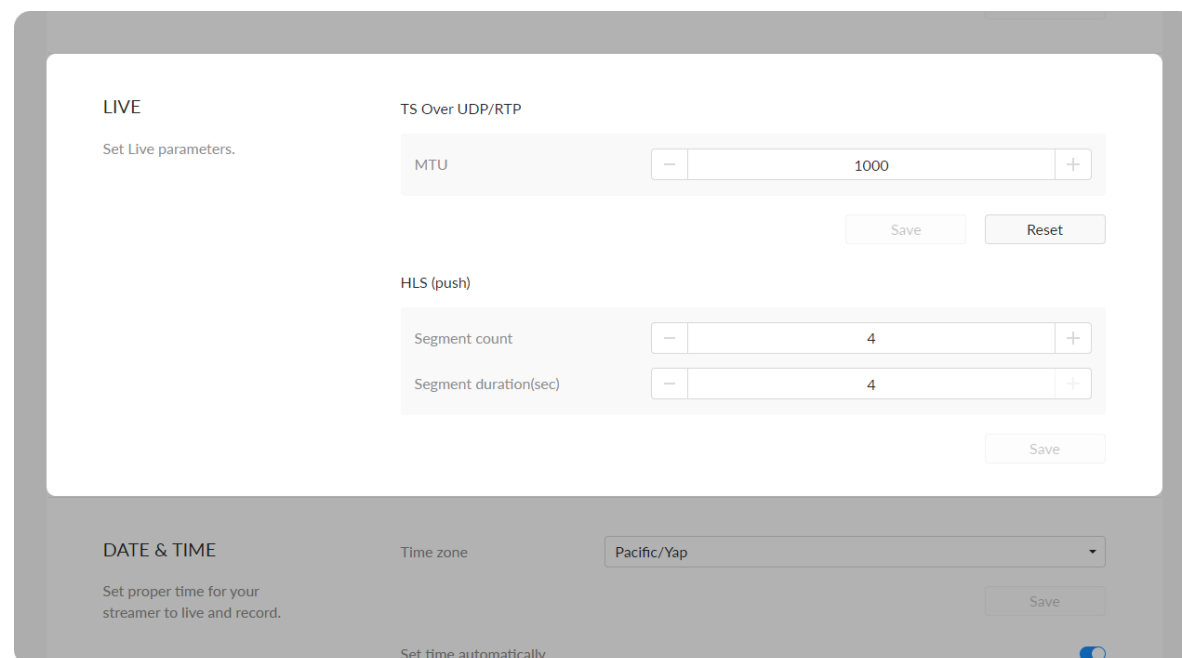 LIVE
Set Live parameters.
TS Over UDP/RTP
MTU
1000
Save
Reset
HLS (push)
Segment count
4
Segment duration(sec)
4
Save
DATE & TIME
Set proper time for your
streamer to live and record.
Time zone
Pacific/Yap
Save
Set time automatically